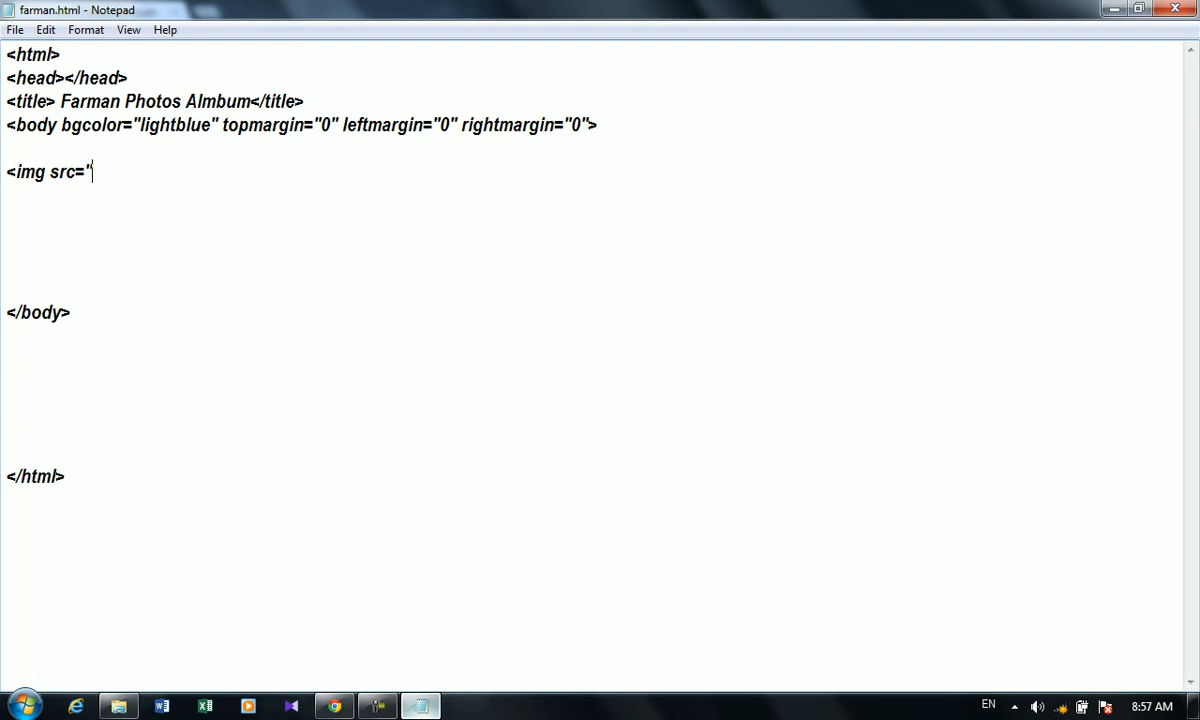 farman.html - Notepad
File Edit Format View Help
<html>
<head></head>
<title> Farman Photos Almbum</title>
<body bgcolor="lightblue" topmargin="0" leftmargin="0" rightmargin="0">
<img src="
</body>
</html>
EN 8:57 AM